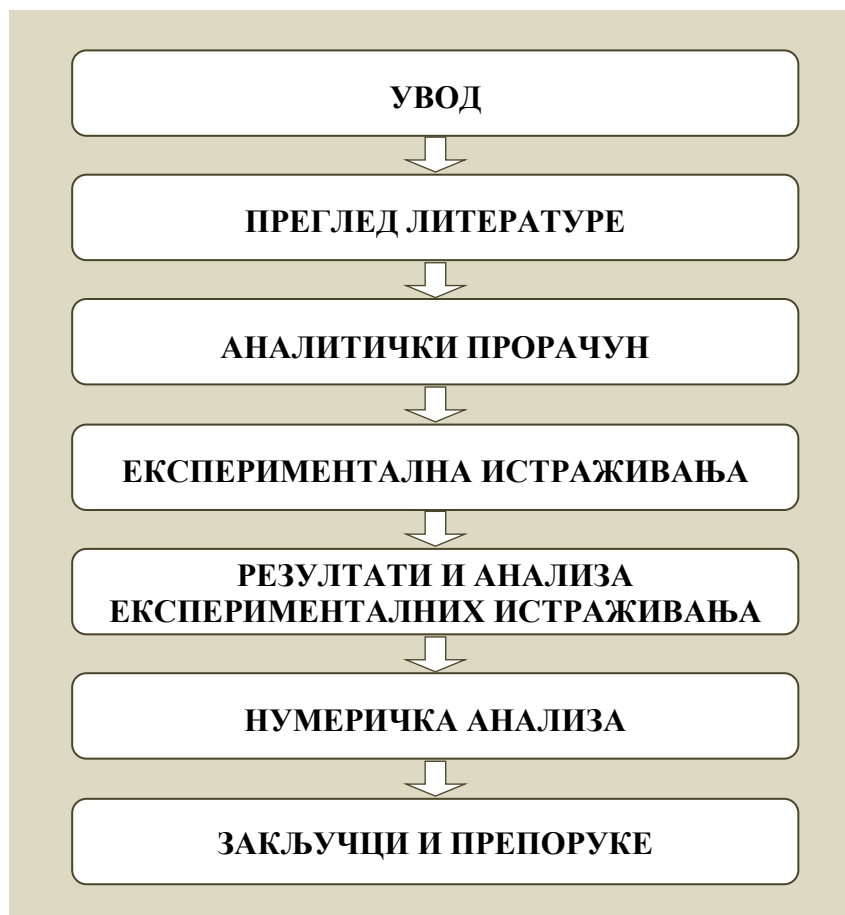 УВОД
ПРЕГЛЕД ЛИТЕРАТУРЕ
АНАЛИТИЧКИ ПРОРАЧУН
ЕКСПЕРИМЕНТАЛНА ИСТРАЖИВАЊА
РЕЗУЛТАТИ И АНАЛИЗА
ЕКСПЕРИМЕНТАЛНИХ ИСТРАЖИВАЊА
НУМЕРИЧКА АНАЛИЗА
ЗАКЉУЧЦИ И ПРЕПОРУКЕ